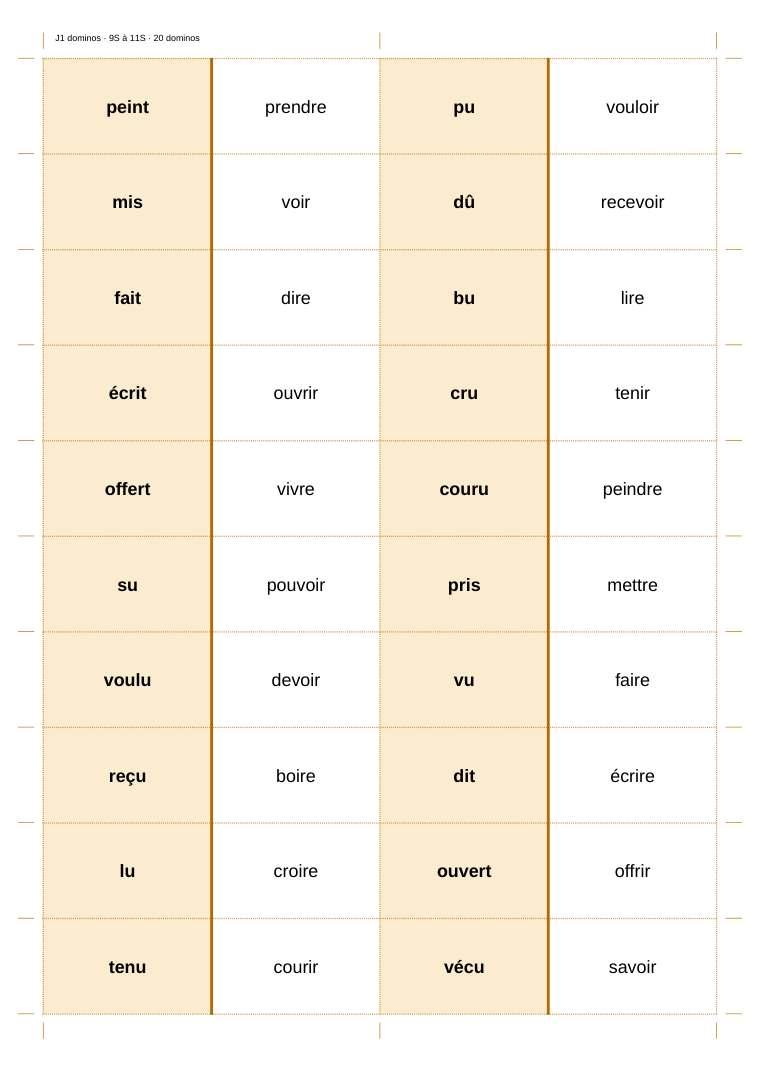 J1 dominos · 9S à 11S · 20 dominos
peint prendre pu vouloir
mis voir dû recevoir
fait dire bu lire
écrit ouvrir cru tenir
offert vivre couru peindre
su pouvoir pris mettre
voulu devoir vu faire
reçu boire dit écrire
lu croire ouvert offrir
tenu courir vécu savoir